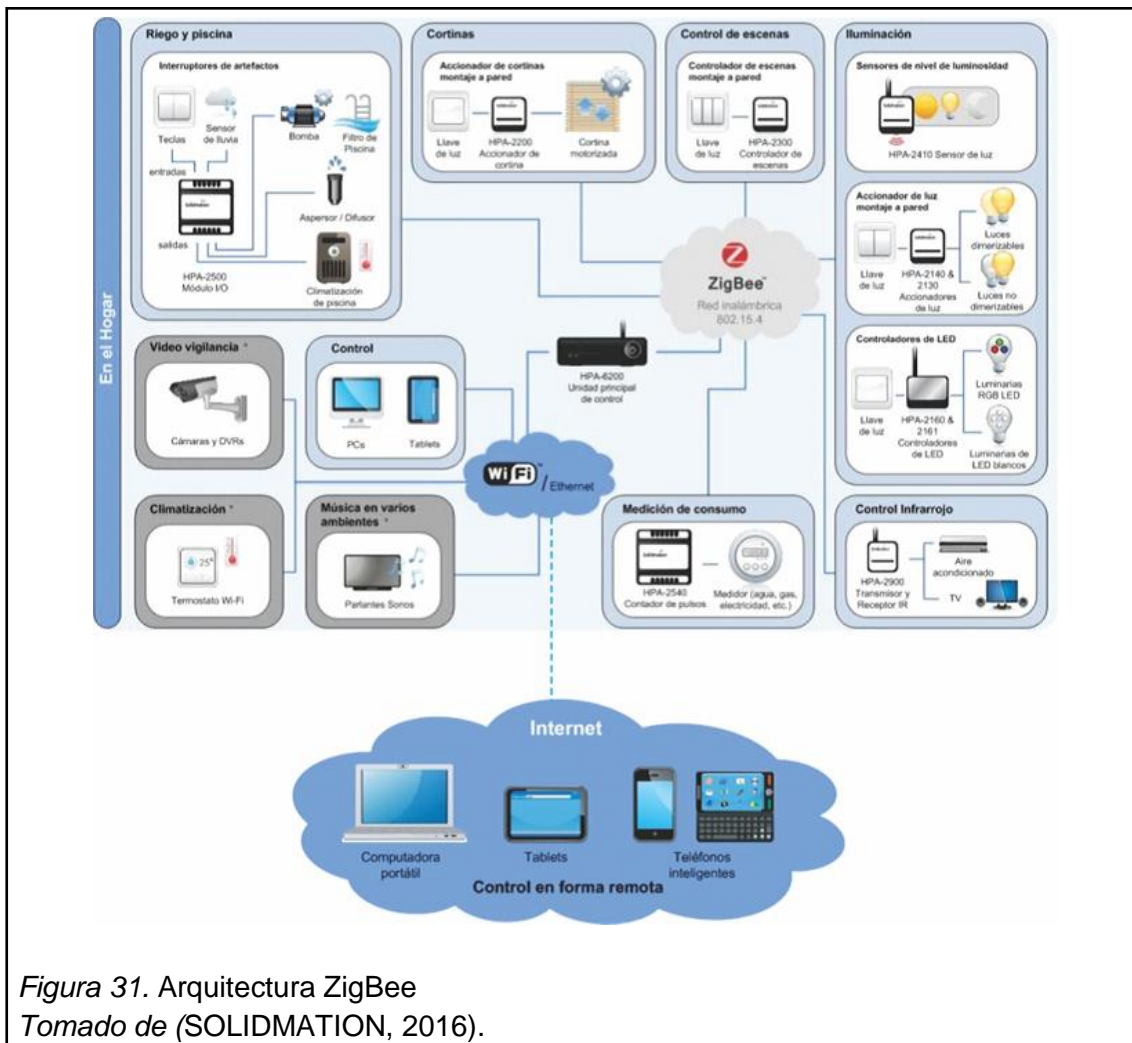 En el Hogar
Riego y piscina
Interruptores de artefactos
Teclas
Sensor
de lluvia
Bomba
Filtro de
Piscina
entradas
salidas
Aspersor / Difusor
HPA-2500
Módulo I/O
Climatización
de piscina
Cortinas
Accionador de cortinas
montaje a pared
Llave
de luz
HPA-2200
Accionador de
cortina
Cortina
motorizada
Control de escenas
Controlador de escenas
montaje a pared
Llave
de luz
HPA-2300
Controlador de
escenas
Iluminación
Sensores de nivel de luminosidad
HPA-2410 Sensor de luz
Accionador de luz
montaje a pared
Llave
de luz
HPA-2140 &
2130
Accionadores
de luz
Luces
dimerizables
Luces no
dimerizables
Controladores de LED
Llave
de luz
HPA-2160 &
2161
Controladores
de LED
Luminarias
RGB LED
Luminarias de
LED blancos
ZigBee™
Red inalámbrica
802.15.4
Video vigilancia *
Cámaras y DVRs
Control
PCs
Tablets
HPA-6200
Unidad principal
de control
WiFi™ / Ethernet
Climatización *
25°
Termostato Wi-Fi
Música en varios
ambientes *
Parlantes Sonos
Medición de consumo
HPA-2540
Contador de pulsos
Medidor (agua, gas,
electricidad, etc.)
Control Infrarrojo
HPA-2900
Transmisor y
Receptor IR
Aire
acondicionado
TV
Internet
Computadora
portátil
Tablets
Teléfonos
inteligentes
Control en forma remota
Figura 31. Arquitectura ZigBee
Tomado de (SOLIDMATION, 2016).